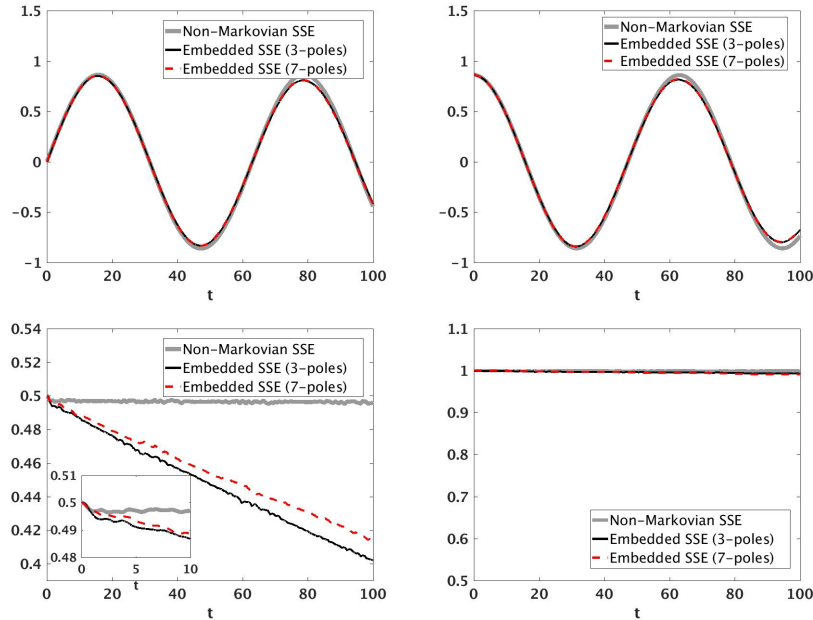 1.5
1
0.5
0
−0.5
−1
0 20 40 60 80 100
t
Non-Markovian SSE
Embedded SSE (3-poles)
Embedded SSE (7-poles)
1.5
1
0.5
0
−0.5
−1
0 20 40 60 80 100
t
Non-Markovian SSE
Embedded SSE (3-poles)
Embedded SSE (7-poles)
0.54
0.52
0.5
0.48
0.46
0.44
0.42
0.4
0 20 40 60 80 100
t
Non-Markovian SSE
Embedded SSE (3-poles)
Embedded SSE (7-poles)
0.51
0.5
0.49
0.48
0 5 10
t
1.1
1
0.9
0.8
0.7
0.6
0.5
0 20 40 60 80 100
t
Non-Markovian SSE
Embedded SSE (3-poles)
Embedded SSE (7-poles)